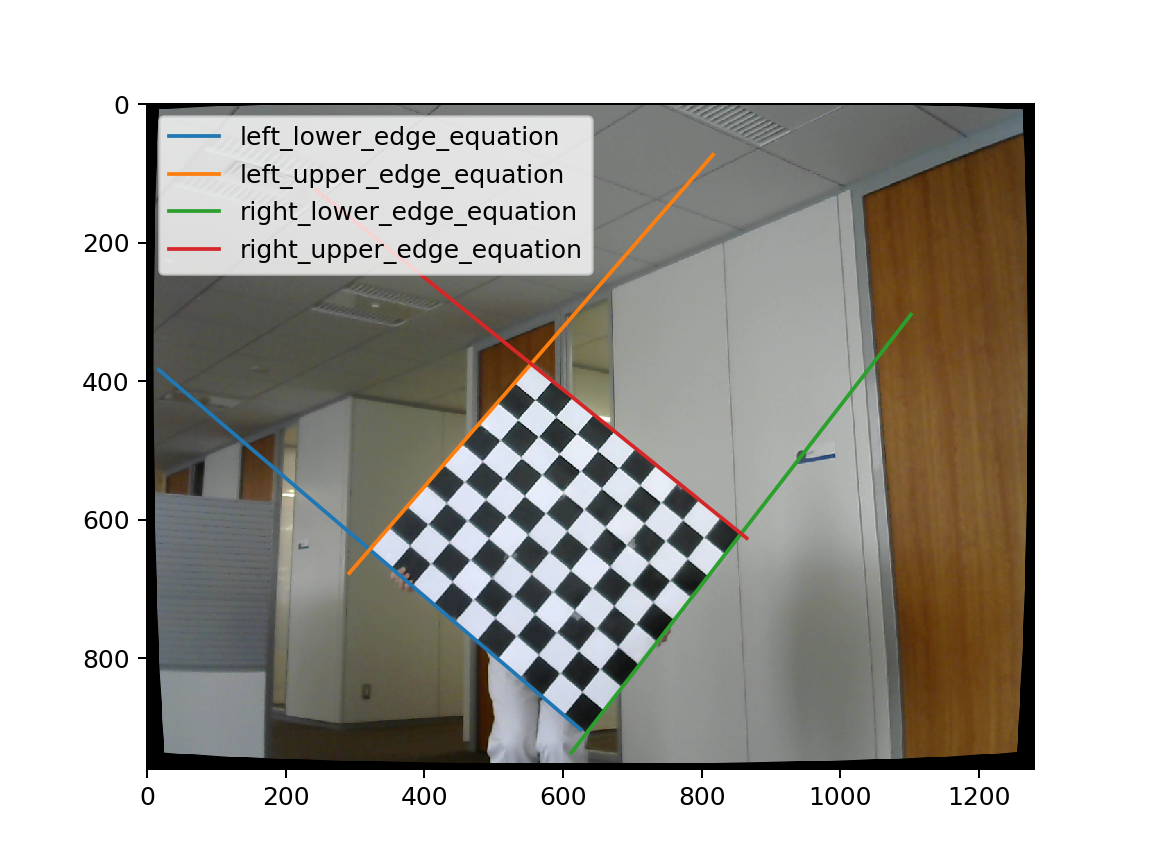 0
left_lower_edge_equation
left_upper_edge_equation
right_lower_edge_equation
right_upper_edge_equation
200
400
600
800
0 200 400 600 800 1000 1200